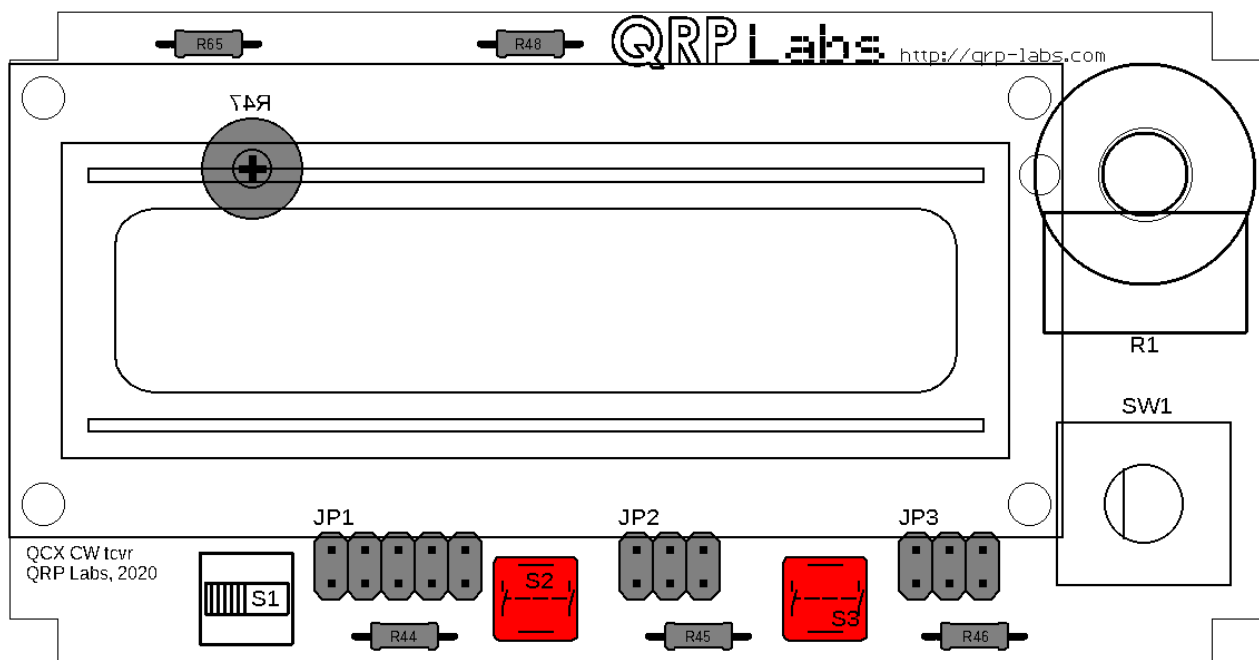 R65
R48
QRP Labs
http://qrp-labs.com
R47
R1
SW1
JP1
JP2
JP3
QCX CW tcvr
QRP Labs, 2020
S1
S2
S3
R44
R45
R46